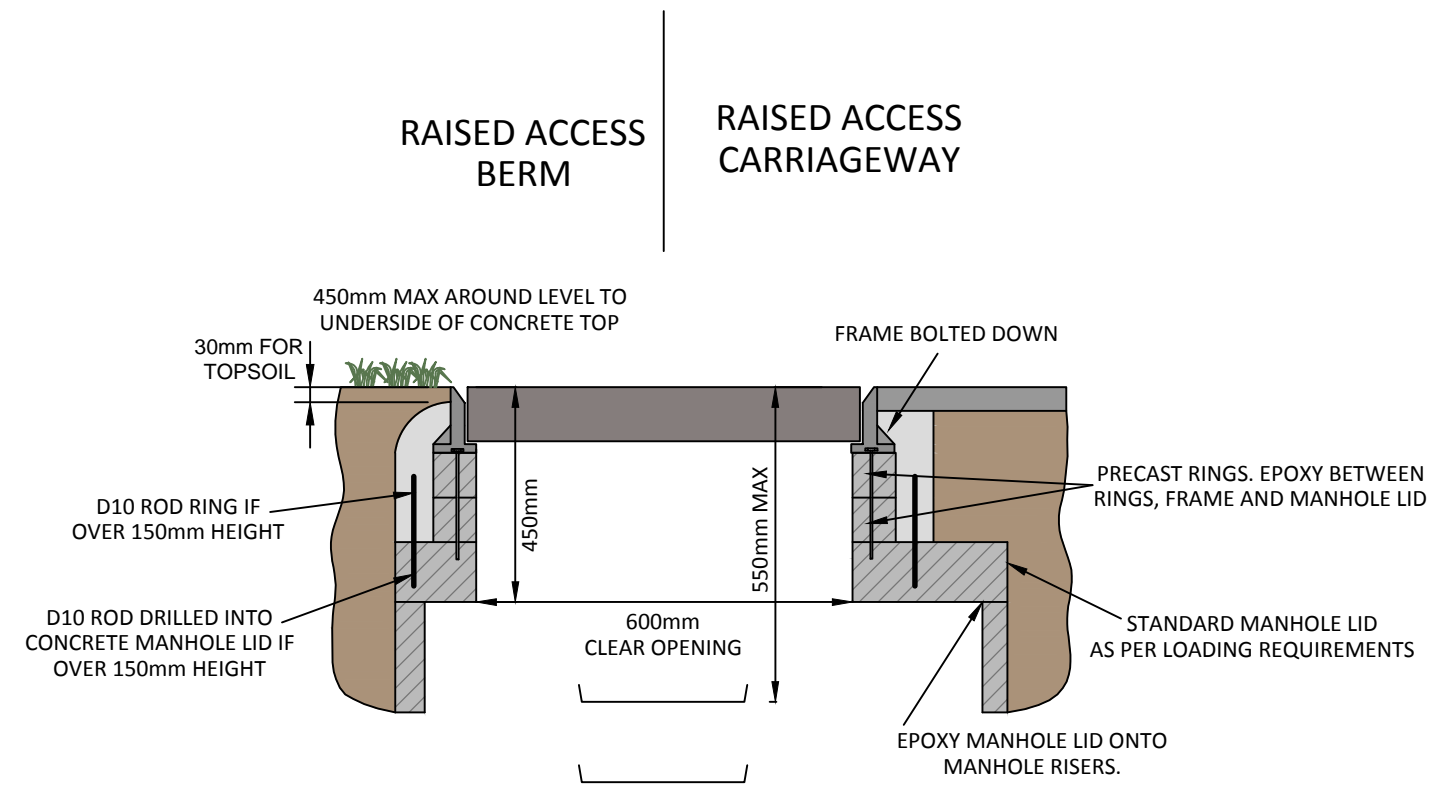 RAISED ACCESS
BERM
RAISED ACCESS
CARRIAGEWAY
450mm MAX AROUND LEVEL TO
UNDERSIDE OF CONCRETE TOP
30mm FOR
TOPSOIL
FRAME BOLTED DOWN
D10 ROD RING IF
OVER 150mm HEIGHT
450mm
550mm MAX
PRECAST RINGS. EPOXY BETWEEN
RINGS, FRAME AND MANHOLE LID
D10 ROD DRILLED INTO
CONCRETE MANHOLE LID IF
OVER 150mm HEIGHT
600mm
CLEAR OPENING
STANDARD MANHOLE LID
AS PER LOADING REQUIREMENTS
EPOXY MANHOLE LID ONTO
MANHOLE RISERS.